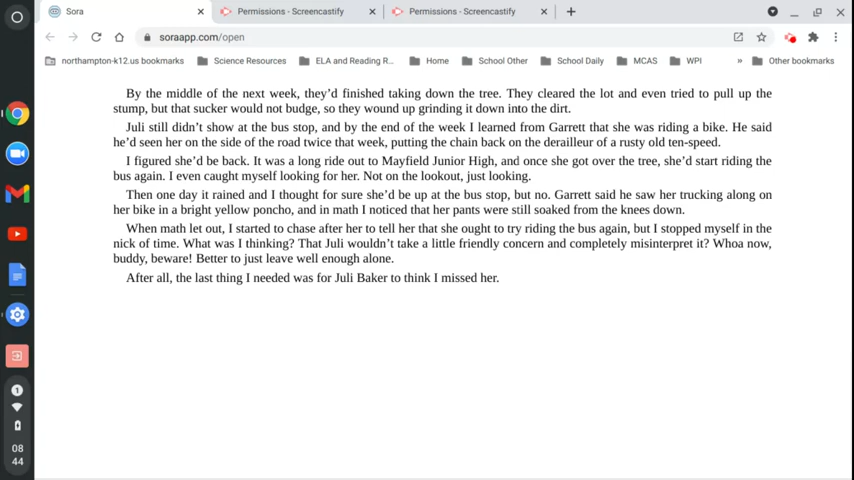 Sora
Permissions - Screencastify
Permissions - Screencastify
soraapp.com/open
northampton-k12.us bookmarks
Science Resources
ELA and Reading R...
Home
School Other
School Daily
MCAS
WPI
»
Other bookmarks
By the middle of the next week, they'd finished taking down the tree. They cleared the lot and even tried to pull up the
stump, but that sucker would not budge, so they wound up grinding it down into the dirt.
Juli still didn't show at the bus stop, and by the end of the week I learned from Garrett that she was riding a bike. He said
he'd seen her on the side of the road twice that week, putting the chain back on the derailleur of a rusty old ten-speed.
I figured she'd be back. It was a long ride out to Mayfield Junior High, and once she got over the tree, she'd start riding the
bus again. I even caught myself looking for her. Not on the lookout, just looking.
Then one day it rained and I thought for sure she'd be up at the bus stop, but no. Garrett said he saw her trucking along on
her bike in a bright yellow poncho, and in math I noticed that her pants were still soaked from the knees down.
When math let out, I started to chase after her to tell her that she ought to try riding the bus again, but I stopped myself in the
nick of time. What was I thinking? That Juli wouldn't take a little friendly concern and completely misinterpret it? Whoa now,
buddy, beware! Better to just leave well enough alone.
After all, the last thing I needed was for Juli Baker to think I missed her.
1
08
44